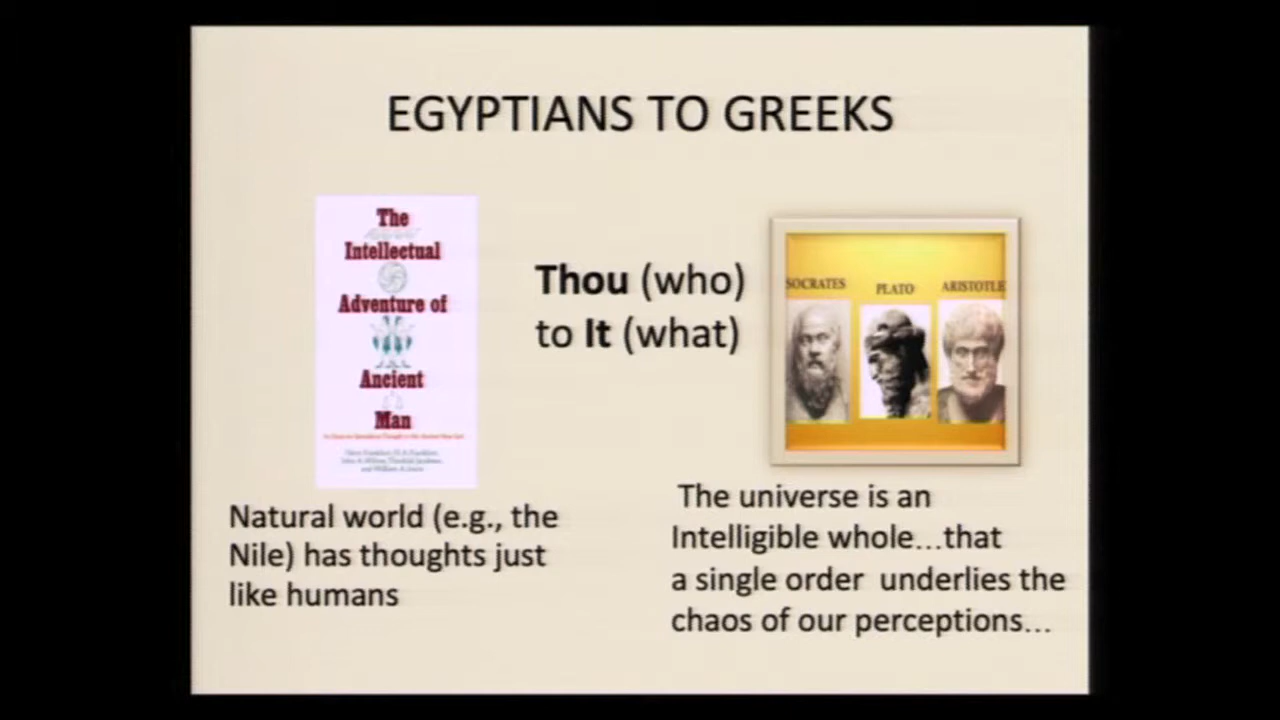 EGYPTIANS TO GREEKS
The
Intellectual
Adventure of
Ancient
Man
Thou (who)
to It (what)
SOCRATES
PLATO
ARISTOTLE
Natural world (e.g., the
Nile) has thoughts just
like humans
The universe is an
Intelligible whole...that
a single order underlies the
chaos of our perceptions...